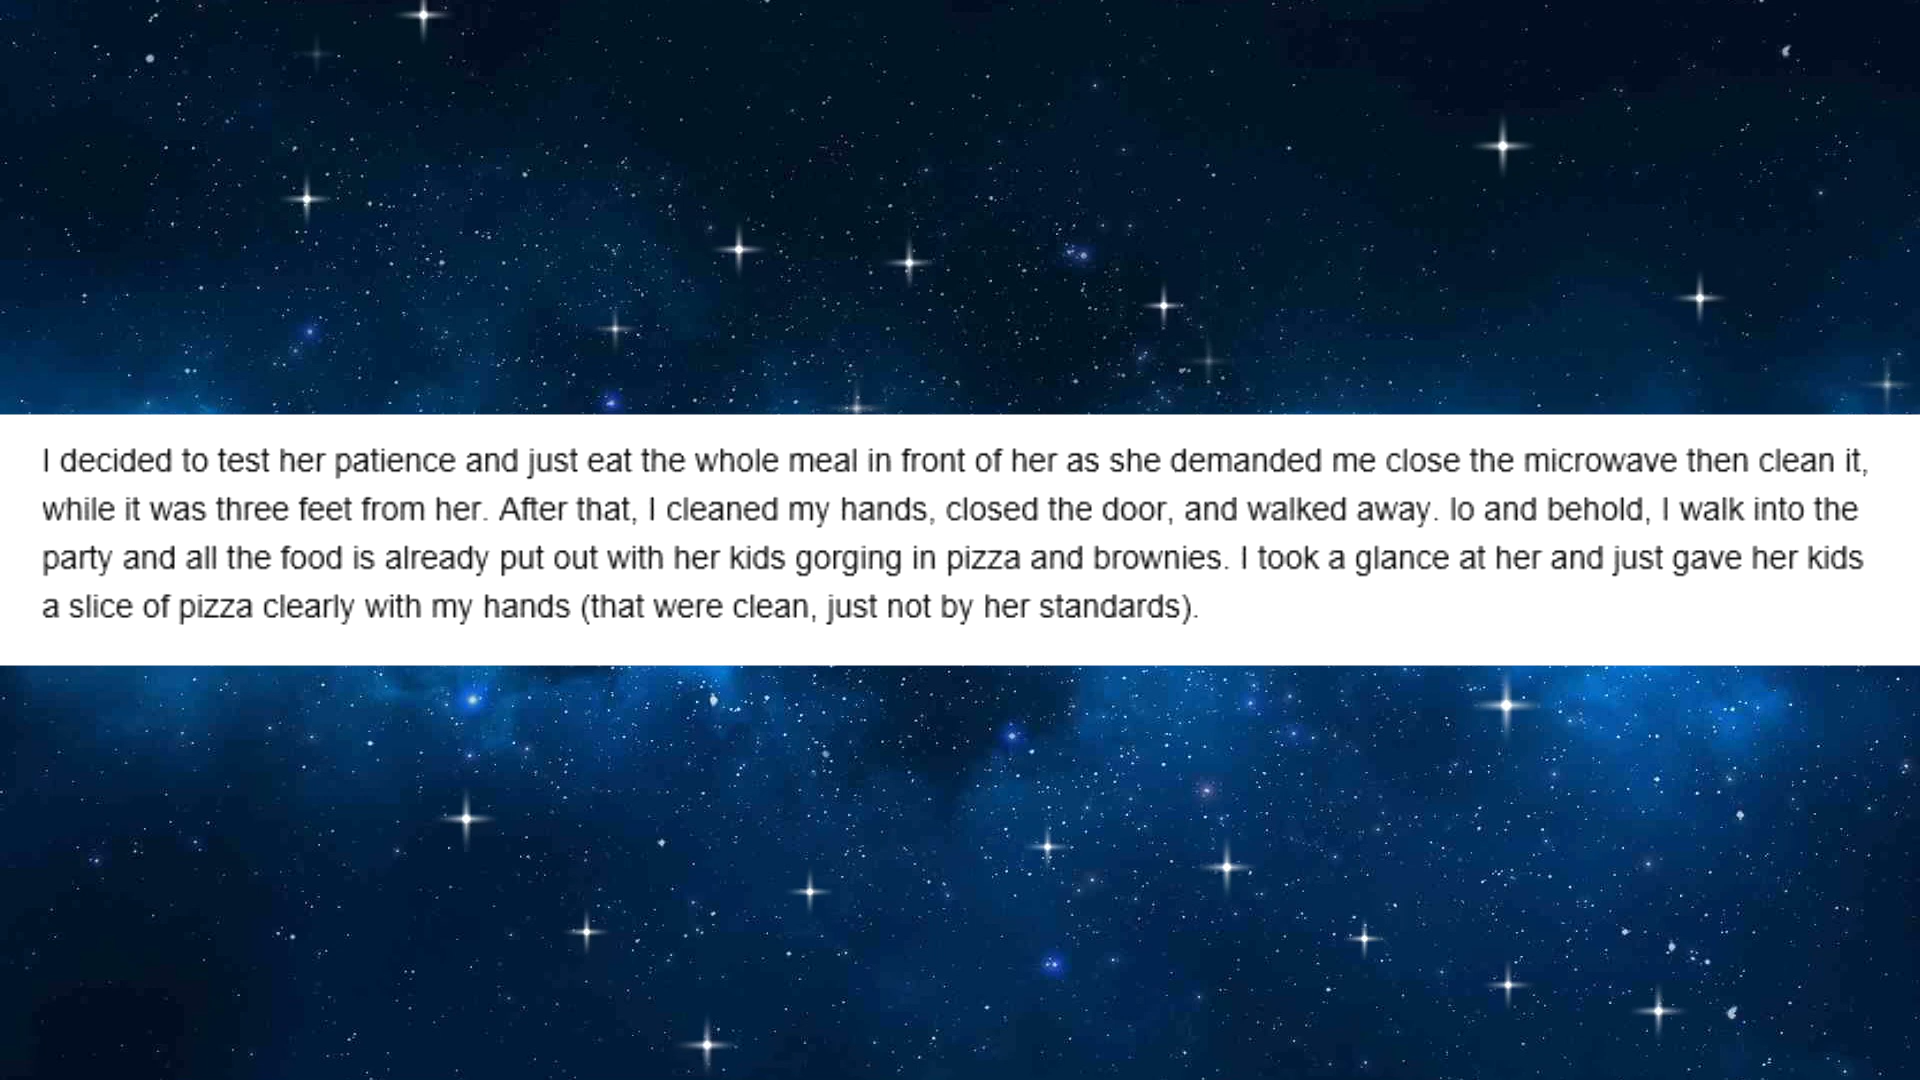 I decided to test her patience and just eat the whole meal in front of her as she demanded me close the microwave then clean it,
while it was three feet from her. After that, I cleaned my hands, closed the door, and walked away. lo and behold, I walk into the
party and all the food is already put out with her kids gorging in pizza and brownies. I took a glance at her and just gave her kids
a slice of pizza clearly with my hands (that were clean, just not by her standards).